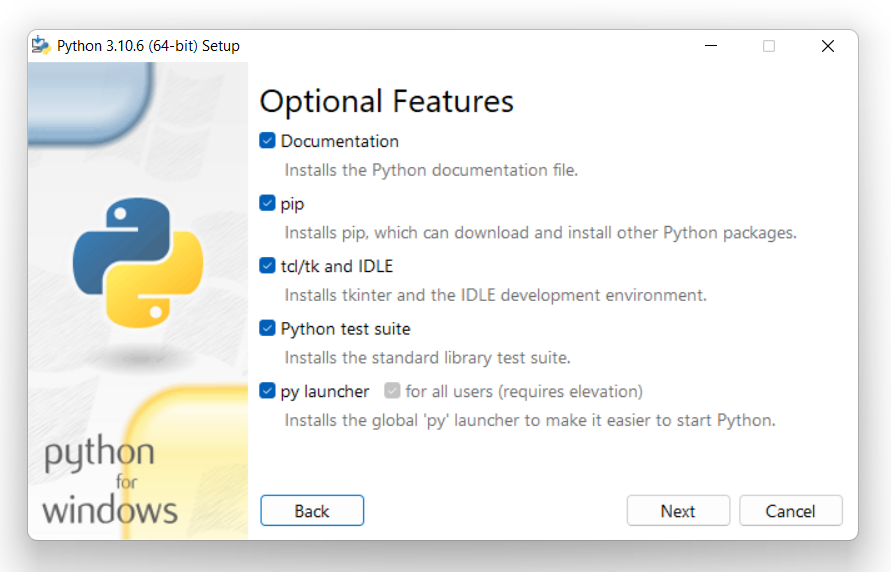 Python 3.10.6 (64-bit) Setup
Optional Features
Documentation
Installs the Python documentation file.
pip
Installs pip, which can download and install other Python packages.
tcl/tk and IDLE
Installs tkinter and the IDLE development environment.
Python test suite
Installs the standard library test suite.
py launcher for all users (requires elevation)
Installs the global 'py' launcher to make it easier to start Python.
python
for
windows
Back Next Cancel